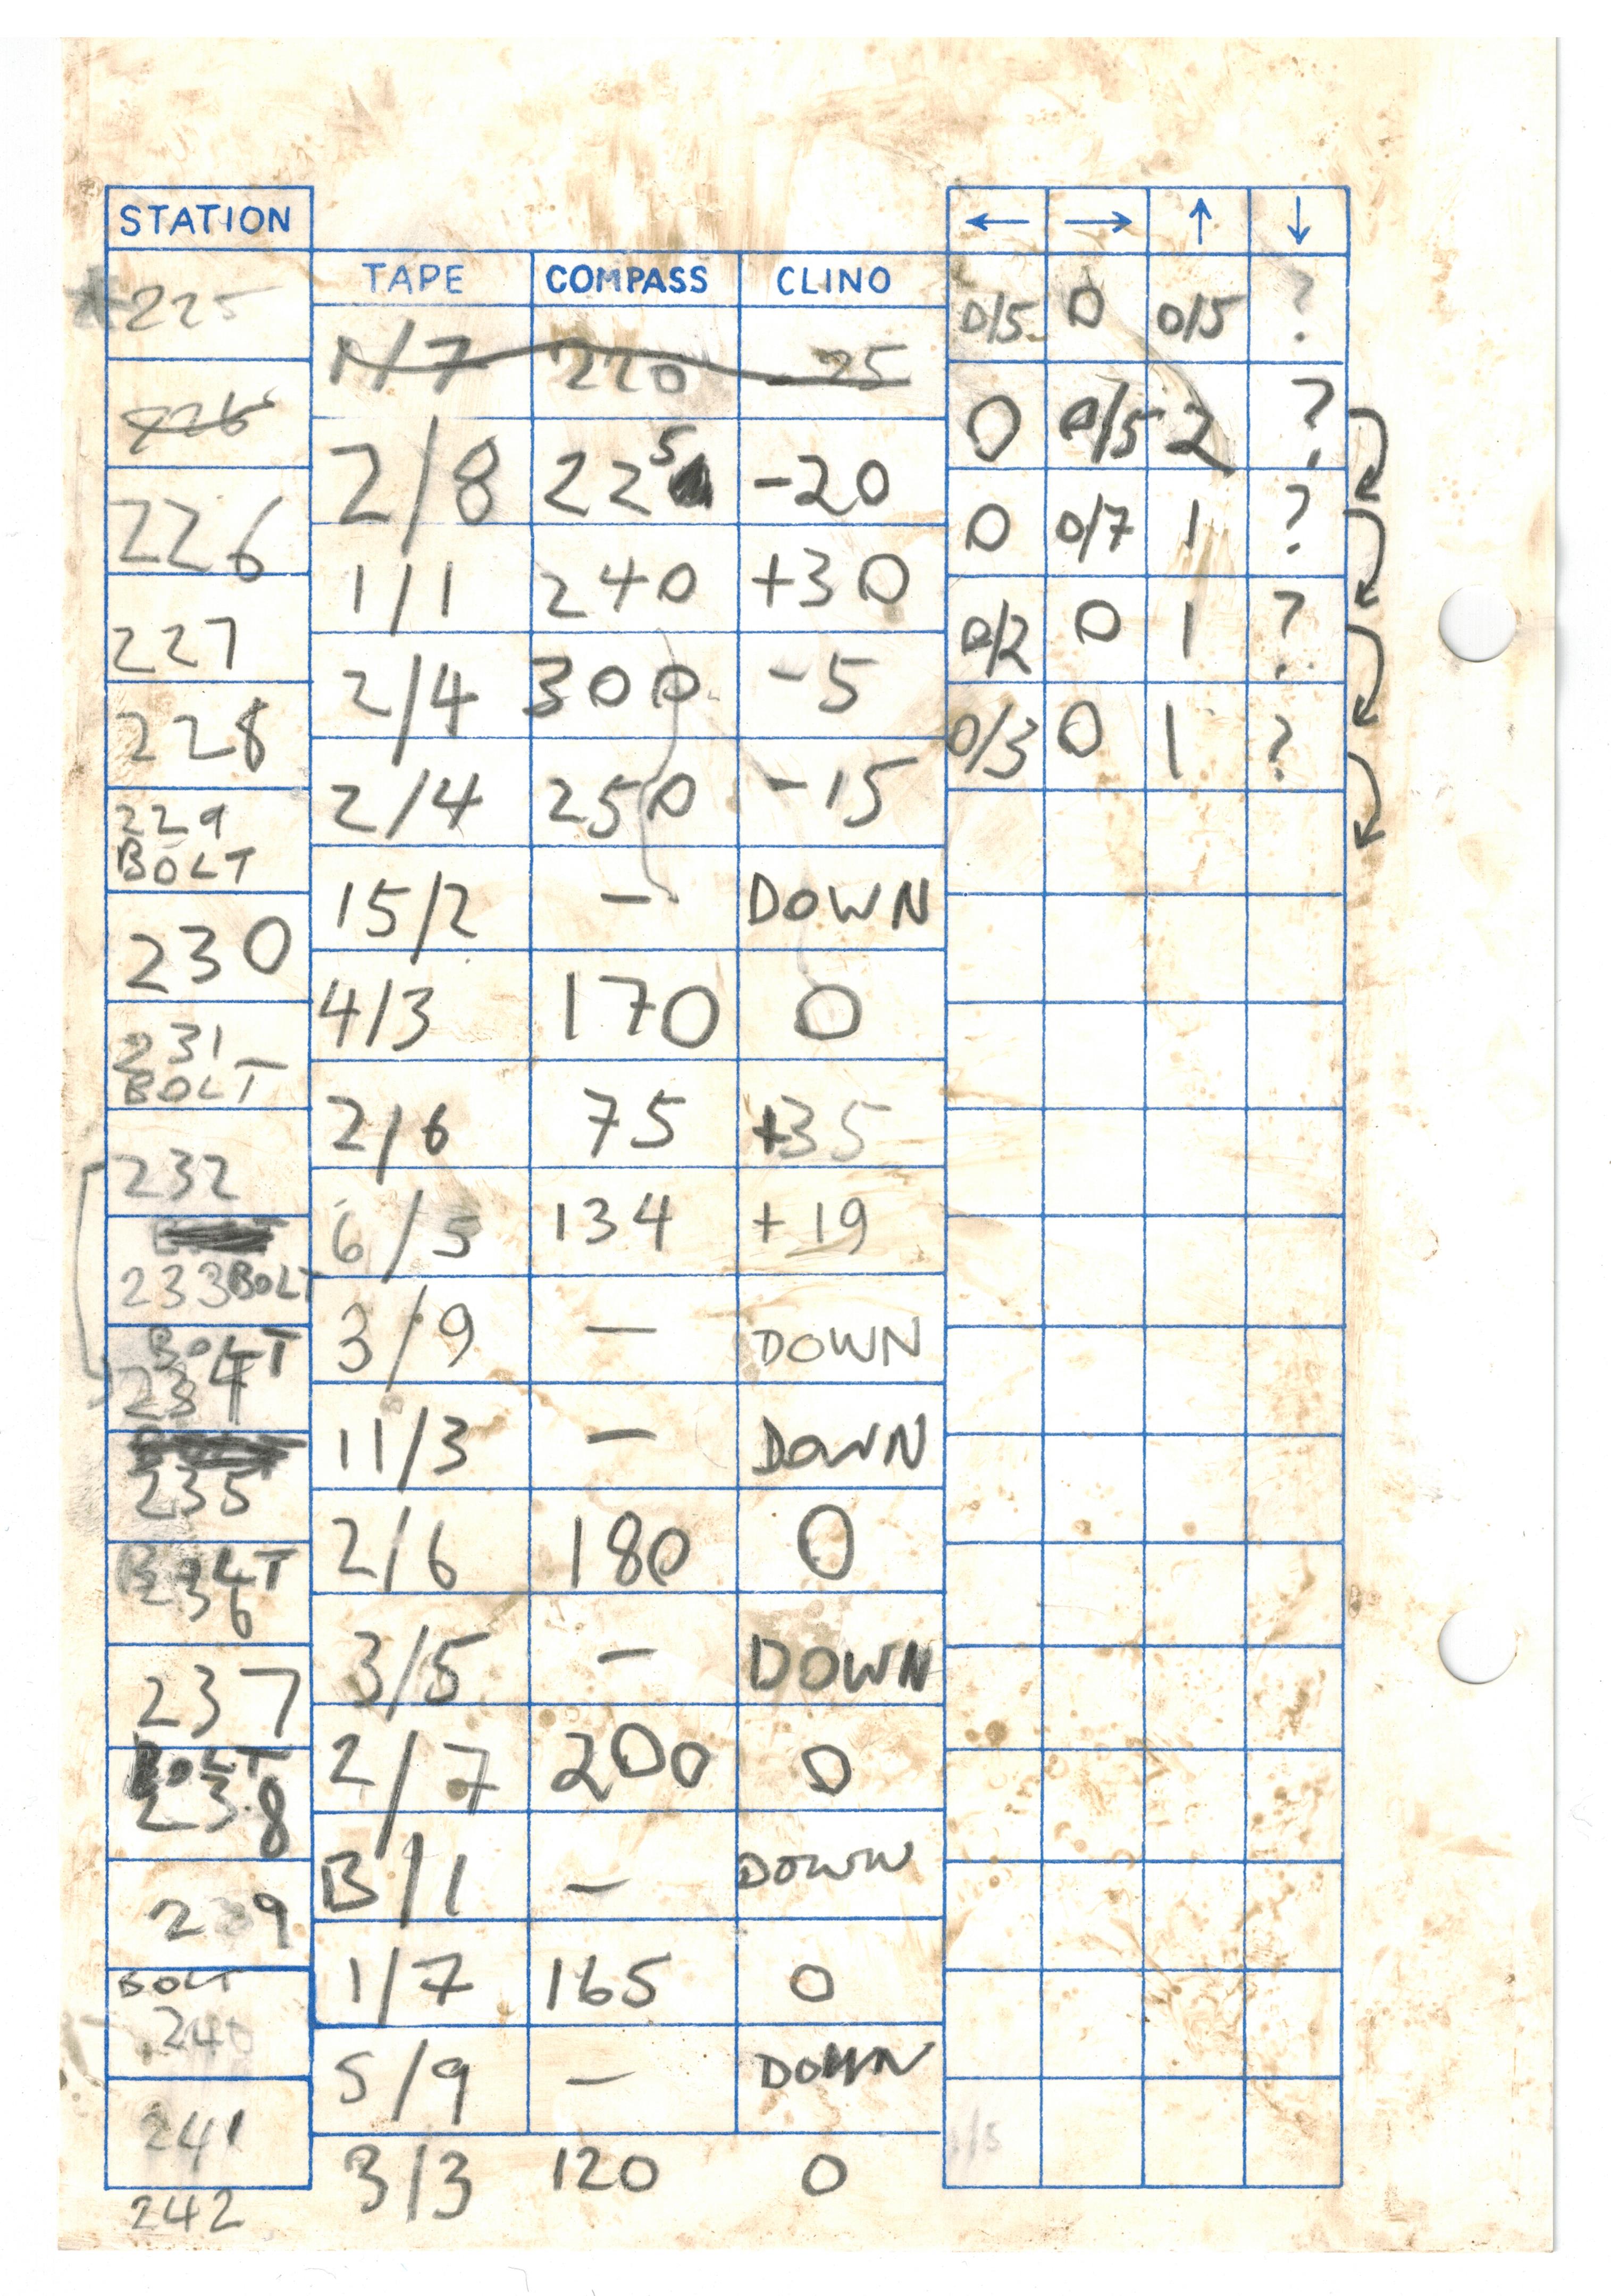 STATION ← → ↑ ↓
TAPE COMPASS CLINO
225 0/5 0 0/5 ?
1/7 220 -25
226 0 0/5 2 ?
2/8 225 -20
226 0 0/7 1 ?
1/1 240 +30
227 0/2 0 1 ?
2/4 300 -5
228 0/3 0 1 ?
2/4 250 -15
229
BOLT
15/2 - DOWN
230
4/3 170 0
231
BOLT
2/6 75 +35
232
6/5 134 +19
233 BOLT
3/9 - DOWN
BOLT
234
11/3 - DOWN
235
2/6 180 0
BOLT
236
3/5 - DOWN
237
2/7 200 0
BOLT
238
13/1 - DOWN
239
1/7 165 0
BOLT
240
5/9 - DOWN
241
3/3 120 0
242